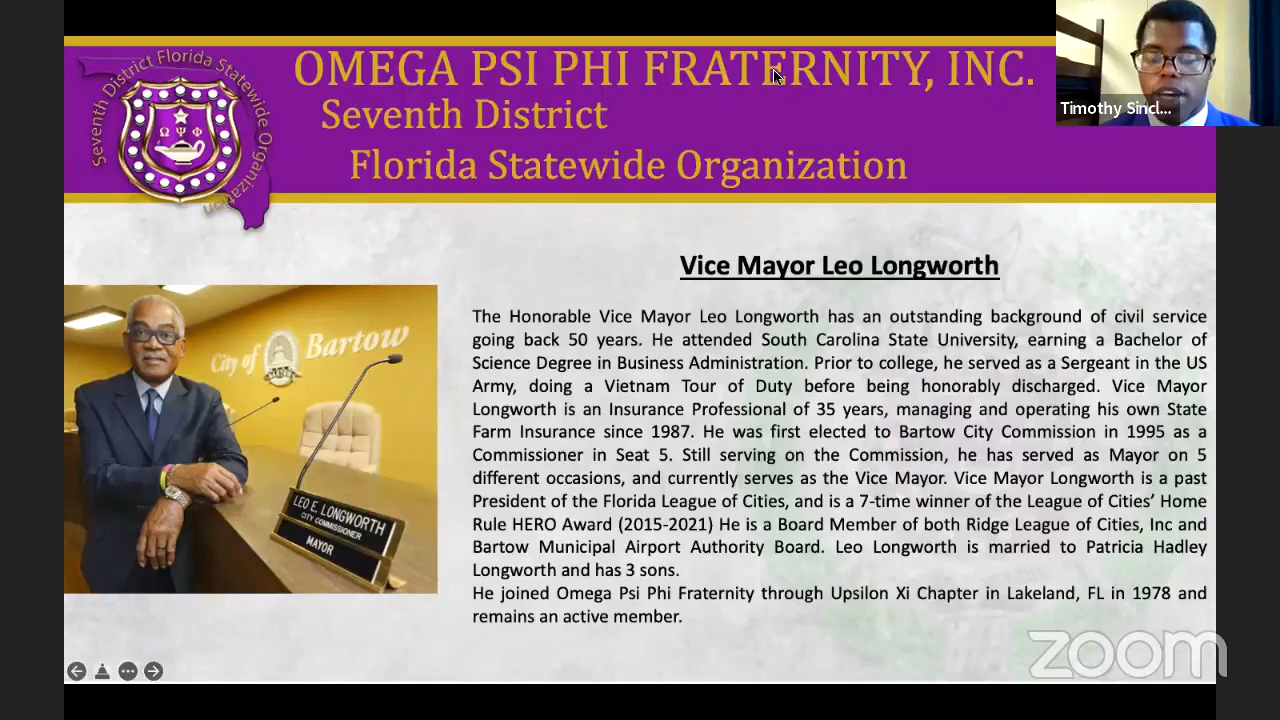 Seventh District Florida Statewide Organization
Ω Ψ Φ
OMEGA PSI PHI FRATERNITY, INC.
Seventh District
Florida Statewide Organization
Timothy Sincl...
Vice Mayor Leo Longworth
The Honorable Vice Mayor Leo Longworth has an outstanding background of civil service
going back 50 years. He attended South Carolina State University, earning a Bachelor of
Science Degree in Business Administration. Prior to college, he served as a Sergeant in the US
Army, doing a Vietnam Tour of Duty before being honorably discharged. Vice Mayor
Longworth is an Insurance Professional of 35 years, managing and operating his own State
Farm Insurance since 1987. He was first elected to Bartow City Commission in 1995 as a
Commissioner in Seat 5. Still serving on the Commission, he has served as Mayor on 5
different occasions, and currently serves as the Vice Mayor. Vice Mayor Longworth is a past
President of the Florida League of Cities, and is a 7-time winner of the League of Cities' Home
Rule HERO Award (2015-2021) He is a Board Member of both Ridge League of Cities, Inc and
Bartow Municipal Airport Authority Board. Leo Longworth is married to Patricia Hadley
Longworth and has 3 sons.
He joined Omega Psi Phi Fraternity through Upsilon Xi Chapter in Lakeland, FL in 1978 and
remains an active member.
City of Bartow
LEO E. LONGWORTH
CITY COMMISSIONER
MAYOR
zoom